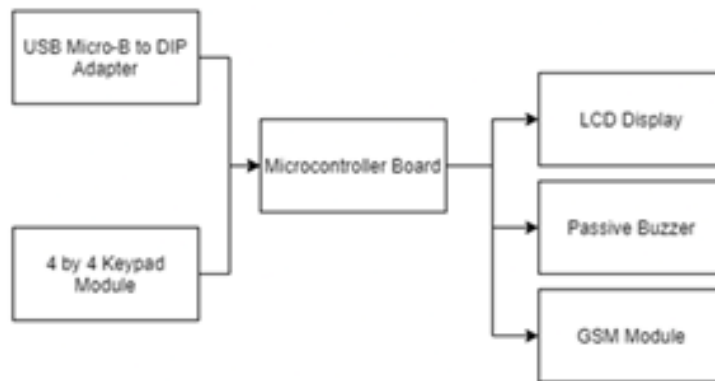 USB Micro-B to DIP
Adapter
4 by 4 Keypad
Module
Microcontroller Board
LCD Display
Passive Buzzer
GSM Module